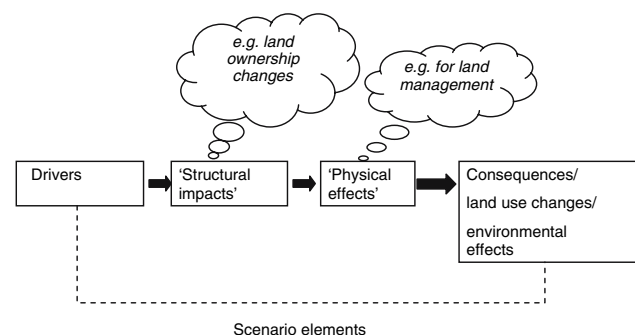 e.g. land
ownership
changes
e.g. for land
management
Drivers
'Structural
impacts'
'Physical
effects'
Consequences/
land use changes/
environmental
effects
Scenario elements